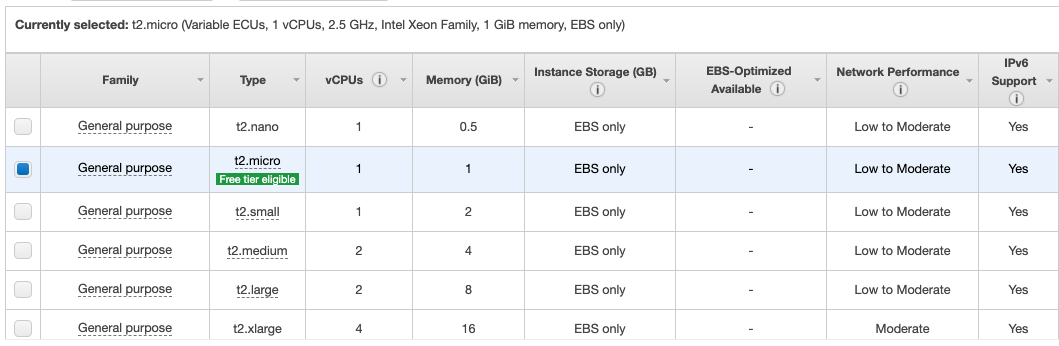 Currently selected: t2.micro (Variable ECUs, 1 vCPUs, 2.5 GHz, Intel Xeon Family, 1 GiB memory, EBS only)
Family Type vCPUs i Memory (GiB) Instance Storage (GB) i EBS-Optimized Available i Network Performance i IPv6 Support i
General purpose t2.nano 1 0.5 EBS only - Low to Moderate Yes
General purpose t2.micro Free tier eligible 1 1 EBS only - Low to Moderate Yes
General purpose t2.small 1 2 EBS only - Low to Moderate Yes
General purpose t2.medium 2 4 EBS only - Low to Moderate Yes
General purpose t2.large 2 8 EBS only - Low to Moderate Yes
General purpose t2.xlarge 4 16 EBS only - Moderate Yes